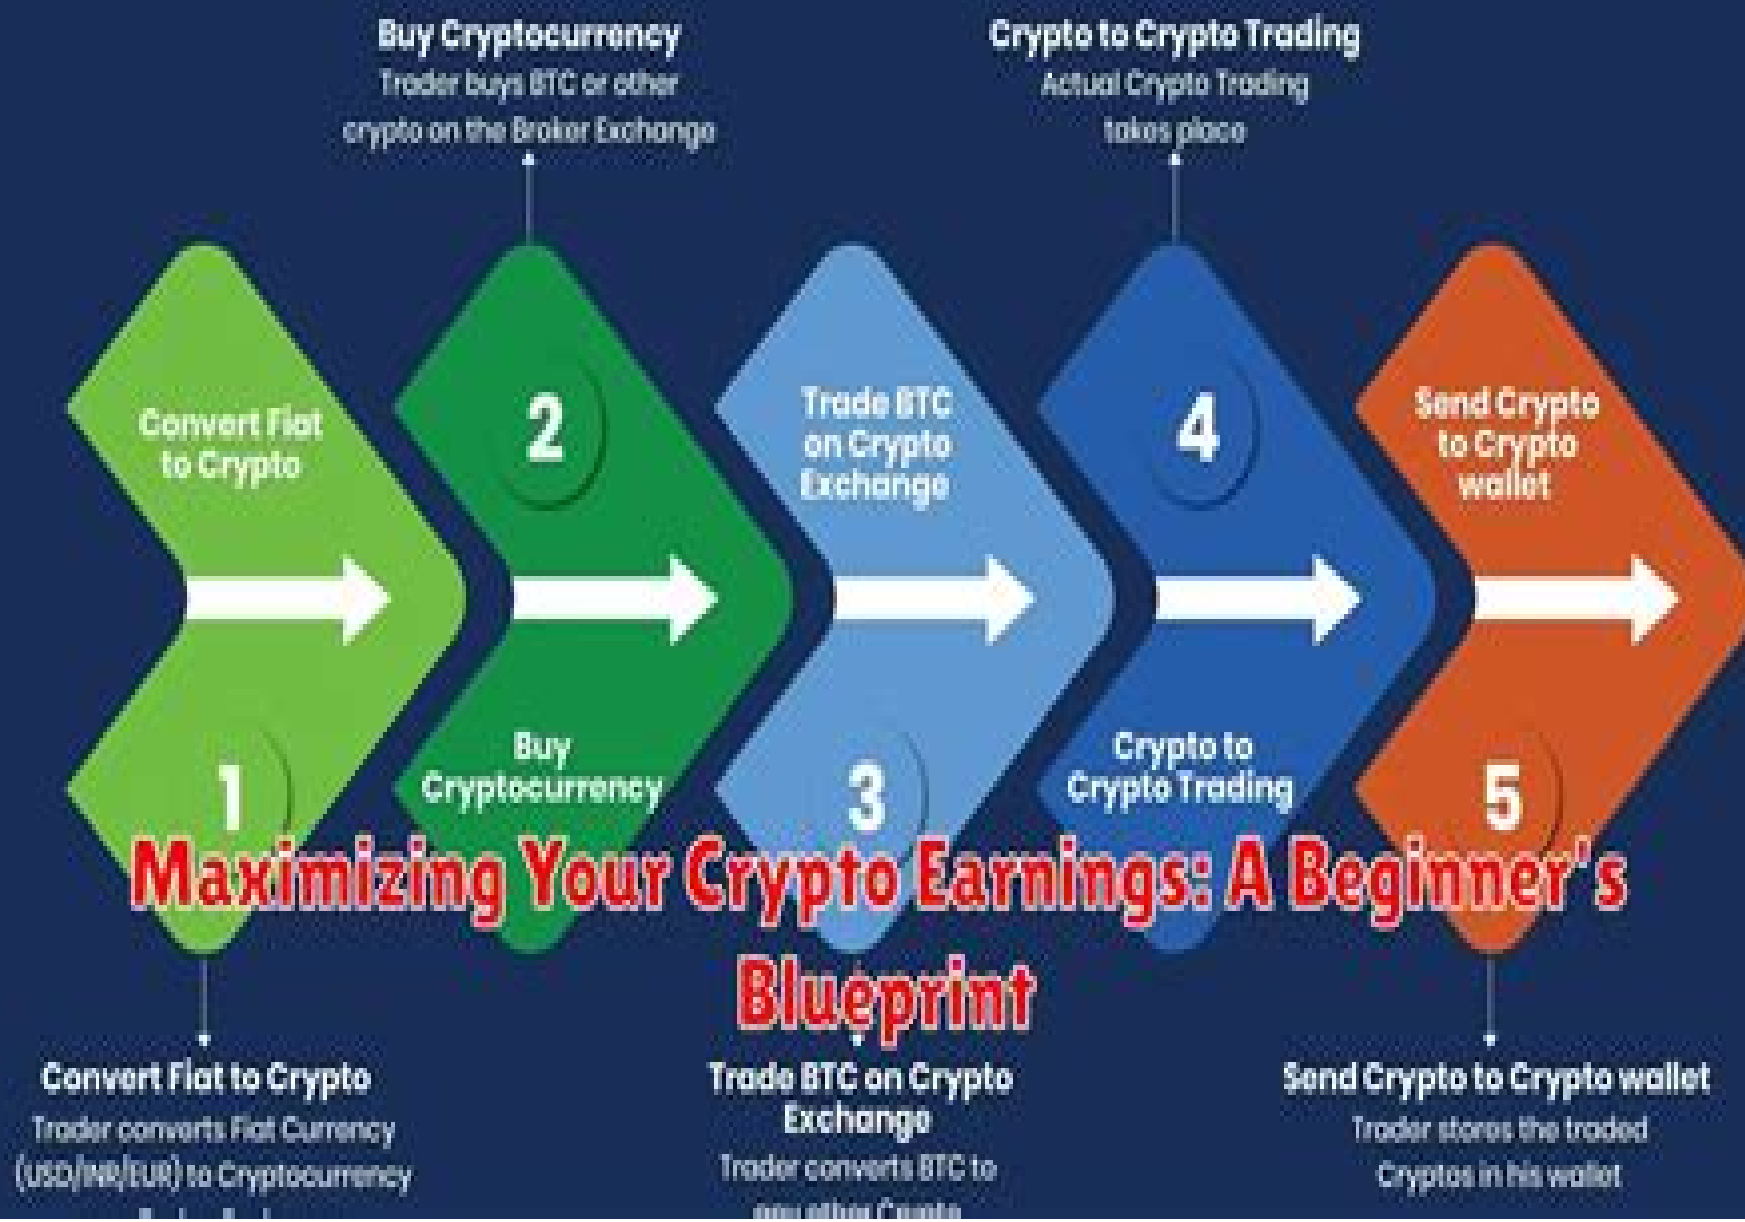 Buy Cryptocurrency
Trader buys BTC or other
crypto on the Broker Exchange
Crypto to Crypto Trading
Actual Crypto Trading
takes place
Convert Fiat
to Crypto
1
2
Buy
Cryptocurrency
Trade BTC
on Crypto
Exchange
3
4
Crypto to
Crypto Trading
Send Crypto
to Crypto
wallet
5
Maximizing Your Crypto Earnings: A Beginner's
Blueprint
Convert Fiat to Crypto
Trader converts Fiat Currency
(USD/INR/EUR) to Cryptocurrency
Trade BTC on Crypto
Exchange
Trader converts BTC to
any other Crypto
Send Crypto to Crypto wallet
Trader stores the traded
Cryptos in his wallet